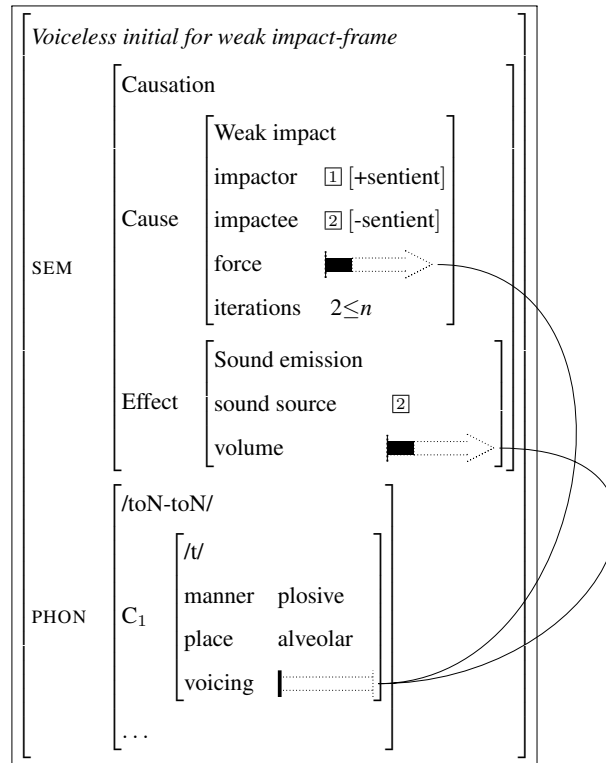 Voiceless initial for weak impact-frame
Causation
Weak impact
impactor 1 [+sentient]
Cause impactee 2 [-sentient]
force
SEM
iterations 2≤n
Sound emission
Effect sound source 2
volume
/toN-toN/
/t/
manner plosive
PHON C1 place alveolar
voicing
...